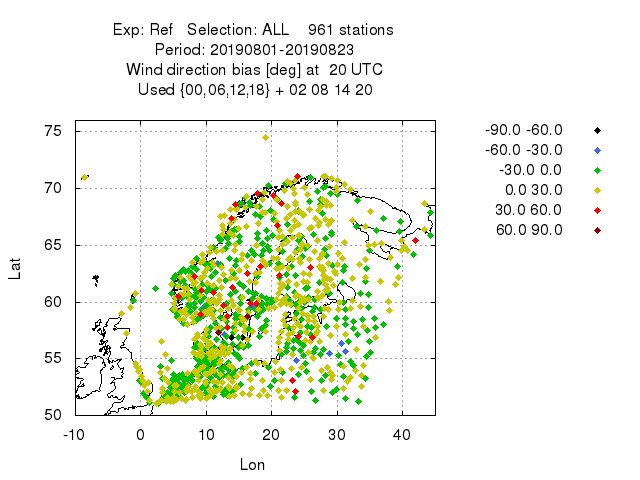 Exp: Ref   Selection: ALL    961 stations
Period: 20190801-20190823
Wind direction bias [deg] at  20 UTC
Used {00,06,12,18} + 02 08 14 20
-90.0 -60.0
-60.0 -30.0
-30.0 0.0
0.0 30.0
30.0 60.0
60.0 90.0
75
70
65
60
55
50
Lat
-10 0 10 20 30 40
Lon